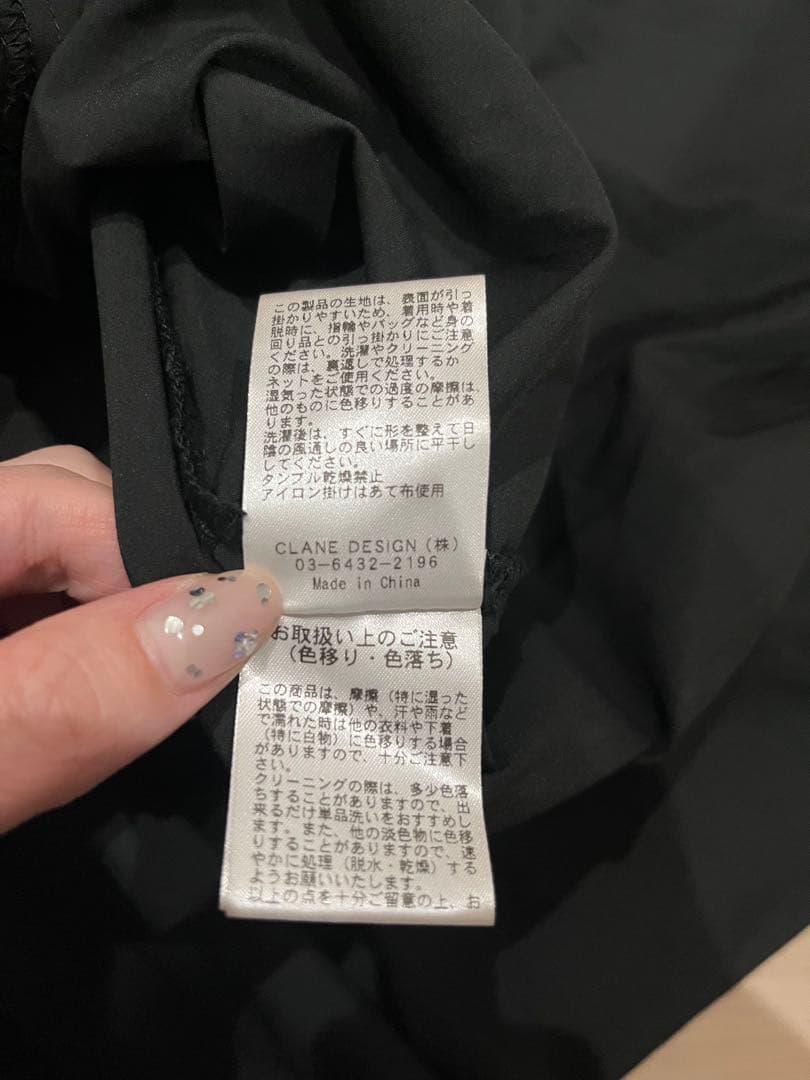 この製品の生地は、表面が引っ
掛かりやすいため、着用時や着
脱時に、指輪やバッグなど身の
回り品との引っ掛かりにご注意
ください。洗濯やクリーニング
の際は、裏返しで処理するか
ネットをご使用ください。
湿気った状態での過度の摩擦は、
他のものに色移りすることがあ
ります。
洗濯後は、すぐに形を整えて日
陰の風通しの良い場所に平干し
してください。
タンブル乾燥禁止
アイロン掛けはあて布使用
CLANE DESIGN (株)
03-6432-2196
Made in China
お取扱い上のご注意
(色移り・色落ち)
この商品は、摩擦(特に湿った
状態での摩擦)や、汗や雨など
で濡れた時は他の衣料や下着
(特に白物)に色移りする場合
がありますので、十分ご注意下
さい。
クリーニングの際は、多少色落
ちすることがありますので、出
来るだけ単品洗いをおすすめし
ます。また、他の淡色物に色移
りすることがありますので、速
やかに処理(脱水・乾燥)する
ようお願いいたします。
以上の点を十分ご留意の上、お